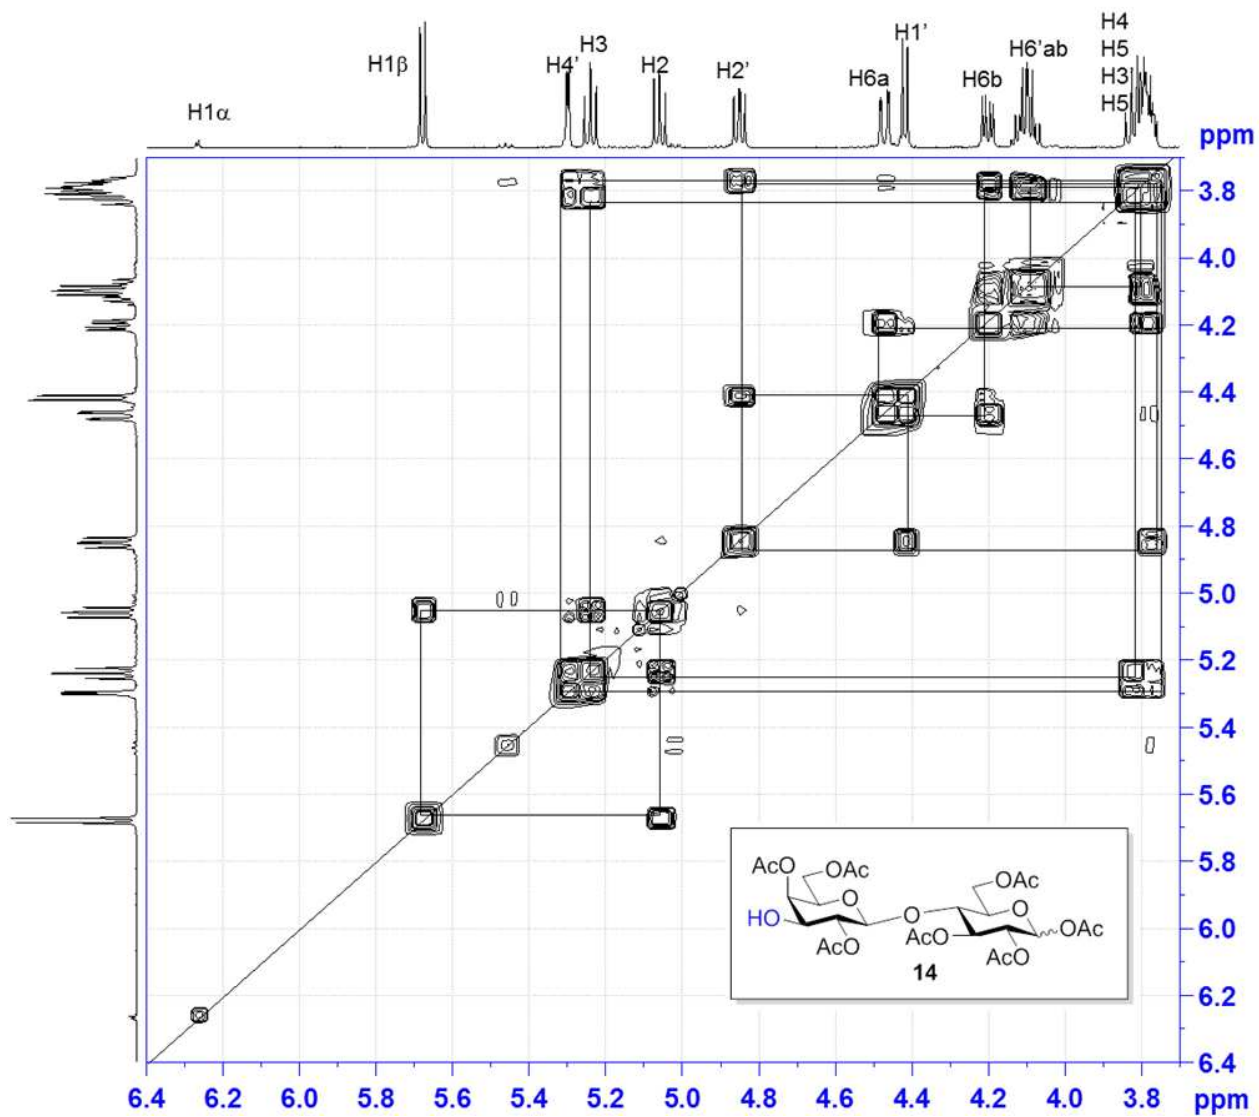 H4
H5
H3'
H5'
H1'
H3
H6'ab
H1β
H4'
H2
H2'
H6a
H6b
H1α
ppm
3.8
4.0
4.2
4.4
4.6
4.8
5.0
5.2
5.4
5.6
5.8
6.0
6.2
6.4
AcO
OAc
OAc
HO
O
O
O
OAc
AcO
OAc
AcO
14
6.4 6.2 6.0 5.8 5.6 5.4 5.2 5.0 4.8 4.6 4.4 4.2 4.0 3.8 ppm